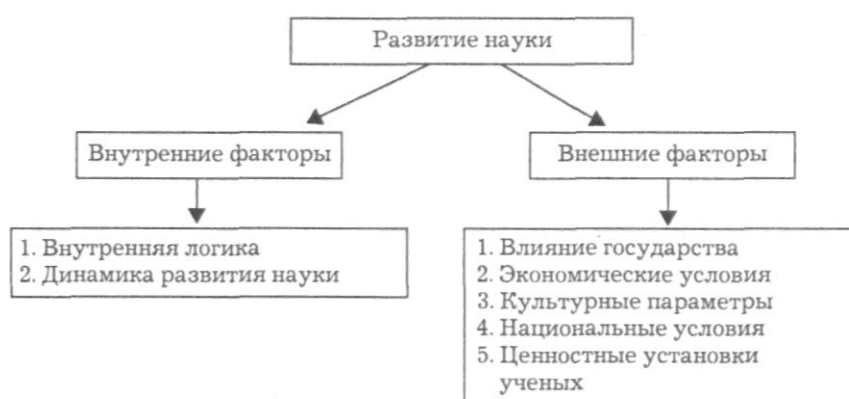 Развитие науки
Внутренние факторы
Внешние факторы
1. Внутренняя логика
2. Динамика развития науки
1. Влияние государства
2. Экономические условия
3. Культурные параметры
4. Национальные условия
5. Ценностные установки
ученых